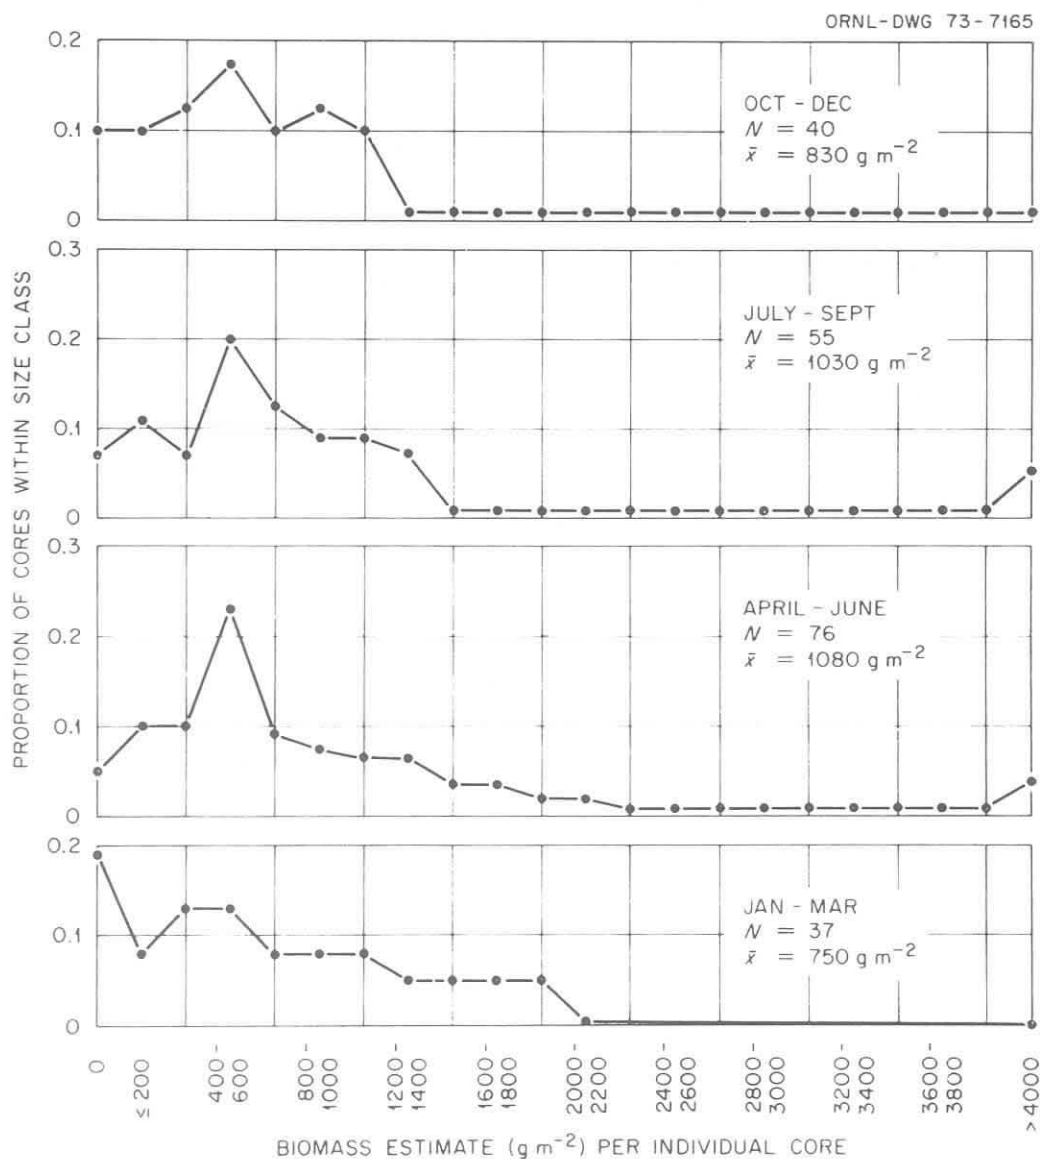 ORNL-DWG 73-7165
0.2
0.1
0
OCT - DEC
N = 40
x̄ = 830 g m⁻²
0.3
0.2
0.1
0
JULY - SEPT
N = 55
x̄ = 1030 g m⁻²
0.3
0.2
0.1
0
APRIL - JUNE
N = 76
x̄ = 1080 g m⁻²
0.2
0.1
0
JAN - MAR
N = 37
x̄ = 750 g m⁻²
PROPORTION OF CORES WITHIN SIZE CLASS
0
≤ 200
400
600
800
1000
1200
1400
1600
1800
2000
2200
2400
2600
2800
3000
3200
3400
3600
3800
> 4000
BIOMASS ESTIMATE (g m⁻²) PER INDIVIDUAL CORE